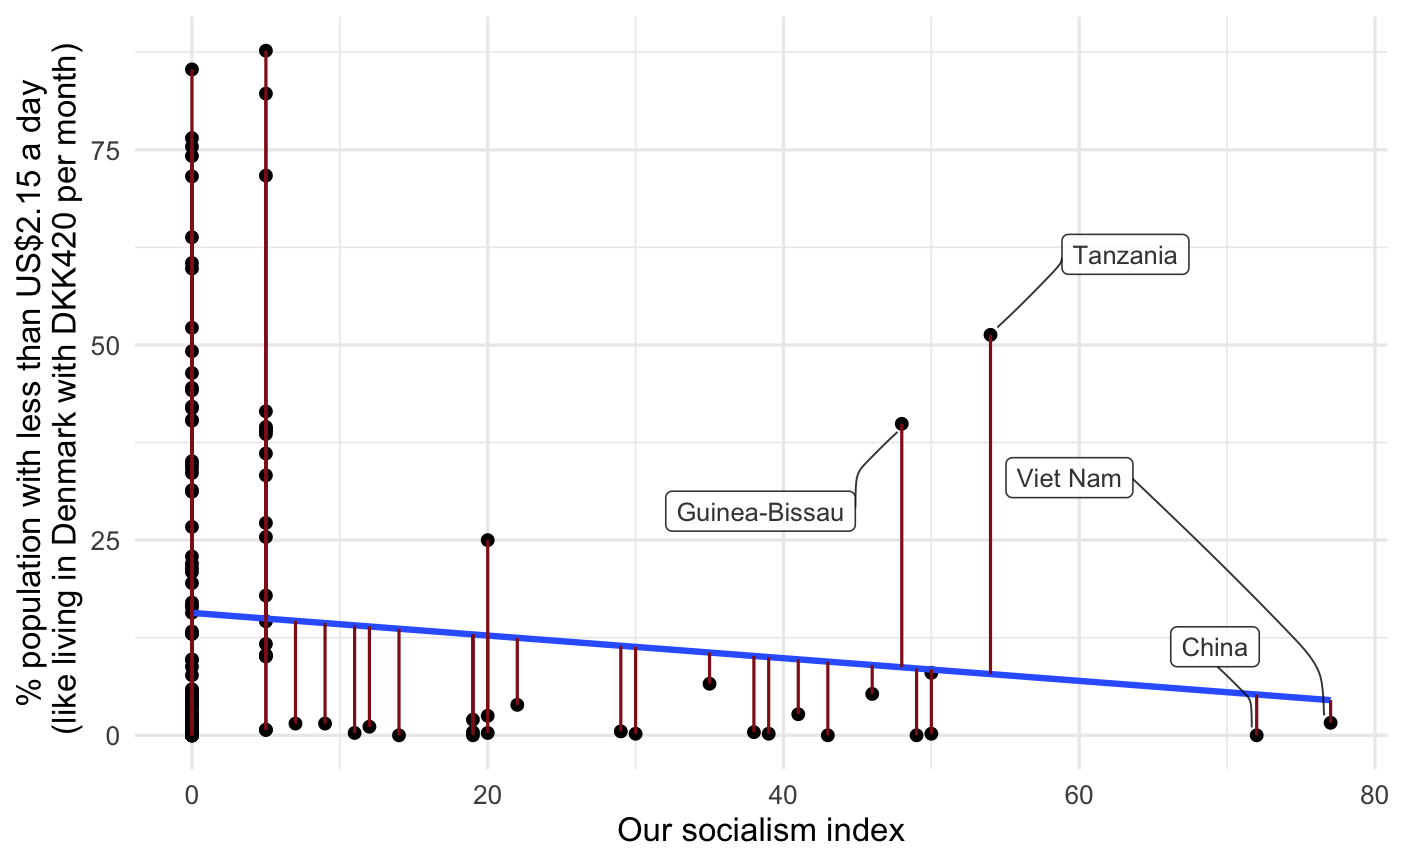 % population with less than US$2.15 a day
(like living in Denmark with DKK420 per month)
75
50
25
0
Tanzania
Viet Nam
Guinea-Bissau
China
0
20
40
60
80
Our socialism index